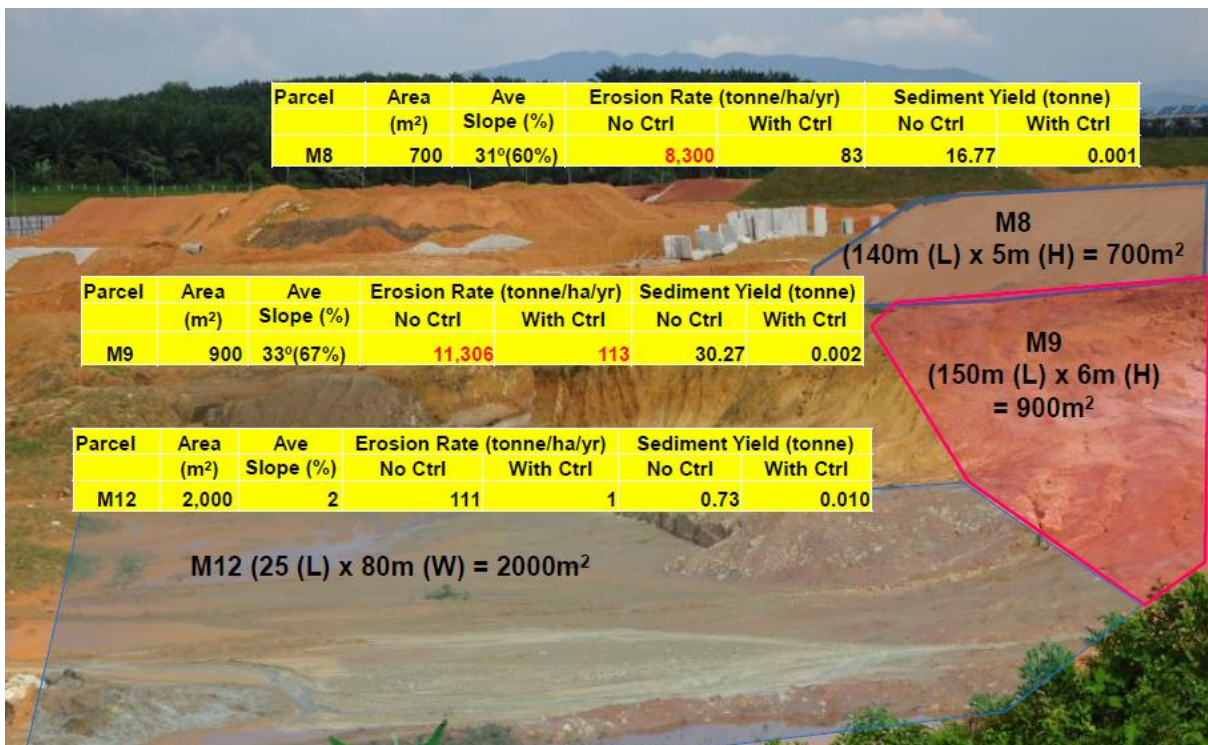 Parcel Area Ave Erosion Rate (tonne/ha/yr) Sediment Yield (tonne)
(m²) Slope (%) No Ctrl With Ctrl No Ctrl With Ctrl
M8 700 31º(60%) 8,300 83 16.77 0.001
M8
(140m (L) x 5m (H) = 700m²
Parcel Area Ave Erosion Rate (tonne/ha/yr) Sediment Yield (tonne)
(m²) Slope (%) No Ctrl With Ctrl No Ctrl With Ctrl
M9 900 33º(67%) 11,306 113 30.27 0.002
M9
(150m (L) x 6m (H)
= 900m²
Parcel Area Ave Erosion Rate (tonne/ha/yr) Sediment Yield (tonne)
(m²) Slope (%) No Ctrl With Ctrl No Ctrl With Ctrl
M12 2,000 2 111 1 0.73 0.010
M12 (25 (L) x 80m (W) = 2000m²